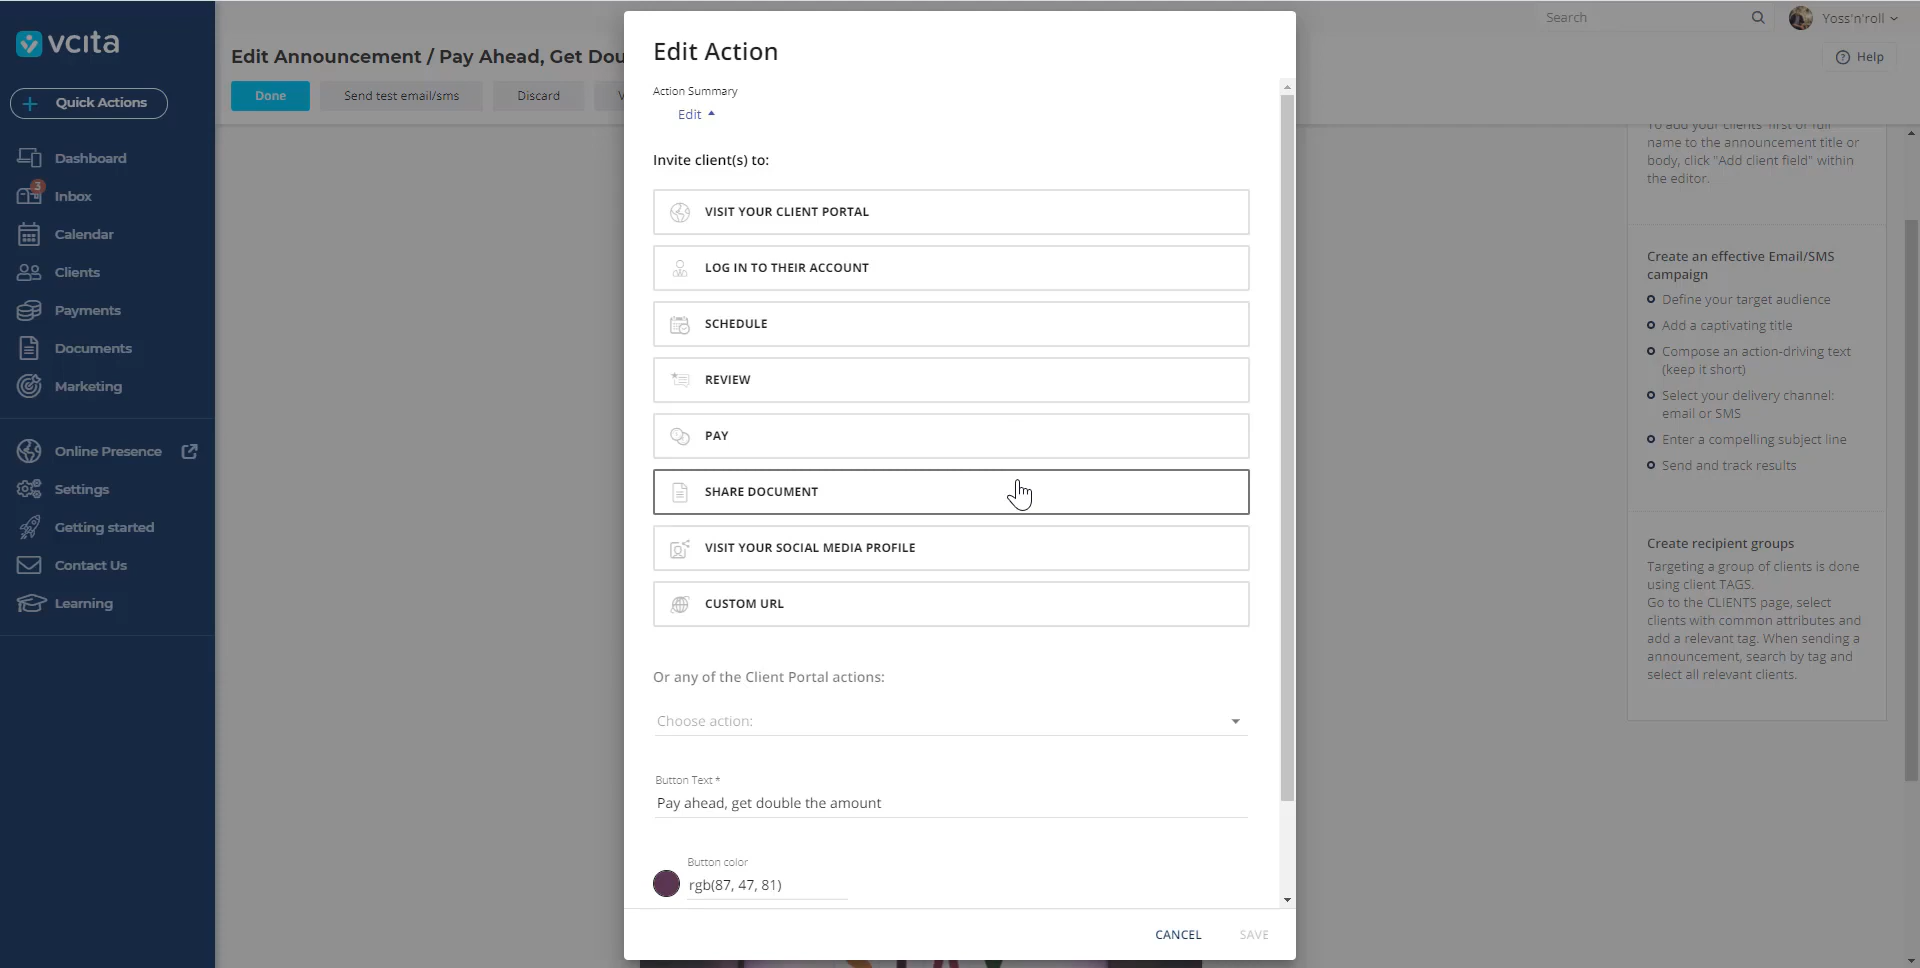 vcita
Quick Actions
Dashboard
3
Inbox
Calendar
Clients
Payments
Documents
Marketing
Online Presence
Settings
Getting started
Contact Us
Learning
Edit Announcement / Pay Ahead, Get Dou
Done
Send test email/sms
Discard
Search
Yoss'n'roll
Help
Edit Action
Action Summary
Edit
Invite client(s) to:
VISIT YOUR CLIENT PORTAL
LOG IN TO THEIR ACCOUNT
SCHEDULE
REVIEW
PAY
SHARE DOCUMENT
VISIT YOUR SOCIAL MEDIA PROFILE
CUSTOM URL
Or any of the Client Portal actions:
Choose action:
Button Text *
Pay ahead, get double the amount
Button color
rgb(87, 47, 81)
CANCEL
SAVE
To add your clients' first or full
name to the announcement title or
body, click "Add client field" within
the editor.
Create an effective Email/SMS
campaign
Define your target audience
Add a captivating title
Compose an action-driving text
(keep it short)
Select your delivery channel:
email or SMS
Enter a compelling subject line
Send and track results
Create recipient groups
Targeting a group of clients is done
using client TAGS.
Go to the CLIENTS page, select
clients with common attributes and
add a relevant tag. When sending a
announcement, search by tag and
select all relevant clients.